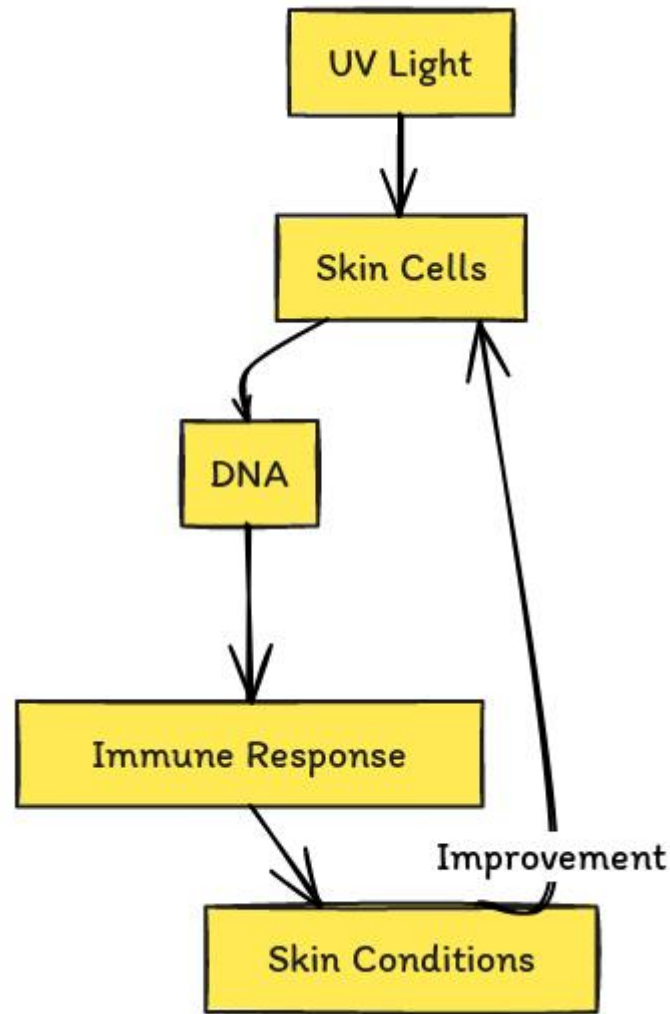 UV Light
Skin Cells
DNA
Immune Response
Improvement
Skin Conditions